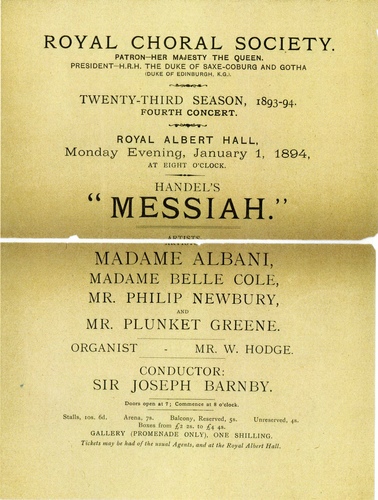 ROYAL CHORAL SOCIETY.
PATRON—HER MAJESTY THE QUEEN.
PRESIDENT—H.R.H. THE DUKE OF SAXE-COBURG AND GOTHA
(DUKE OF EDINBURGH, K.G.).
TWENTY-THIRD SEASON, 1893-94.
FOURTH CONCERT.
ROYAL ALBERT HALL,
Monday Evening, January 1, 1894,
AT EIGHT O'CLOCK.
HANDEL'S
"MESSIAH."
ARTISTS
MADAME ALBANI,
MADAME BELLE COLE,
MR. PHILIP NEWBURY,
AND
MR. PLUNKET GREENE.
ORGANIST - MR. W. HODGE.
CONDUCTOR:
SIR JOSEPH BARNBY.
Doors open at 7; Commence at 8 o'clock.
Stalls, 10s. 6d. Arena, 7s. Balcony, Reserved, 5s. Unreserved, 4s.
Boxes from £2 2s. to £4 4s.
GALLERY (PROMENADE ONLY), ONE SHILLING.
Tickets may be had of the usual Agents, and at the Royal Albert Hall.